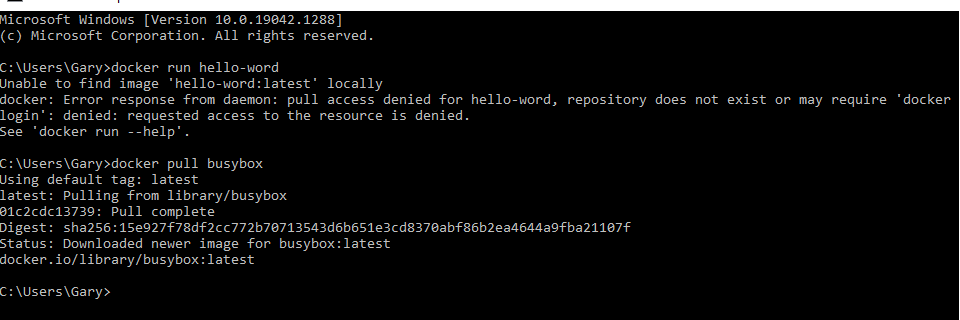 Microsoft Windows [Version 10.0.19042.1288]
(c) Microsoft Corporation. All rights reserved.
C:\Users\Gary>docker run hello-word
Unable to find image 'hello-word:latest' locally
docker: Error response from daemon: pull access denied for hello-word, repository does not exist or may require 'docker
login': denied: requested access to the resource is denied.
See 'docker run --help'.
C:\Users\Gary>docker pull busybox
Using default tag: latest
latest: Pulling from library/busybox
01c2cdc13739: Pull complete
Digest: sha256:15e927f78df2cc772b70713543d6b651e3cd8370abf86b2ea4644a9fba21107f
Status: Downloaded newer image for busybox:latest
docker.io/library/busybox:latest
C:\Users\Gary>